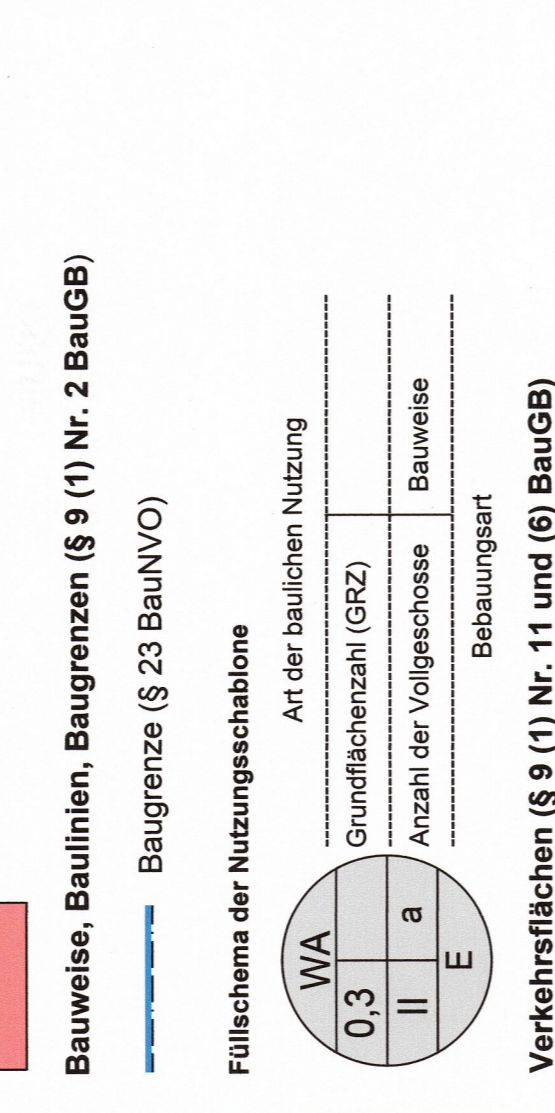 Bauweise, Baulinien, Baugrenzen (§ 9 (1) Nr. 2 BauGB)
Baugrenze (§ 23 BauNVO)
Füllschema der Nutzungsschablone
WA
0,3
II a
E
Art der baulichen Nutzung
Grundflächenzahl (GRZ)
Anzahl der Vollgeschosse Bauweise
Bebauungsart
Verkehrsflächen (§ 9 (1) Nr. 11 und (6) BauGB)